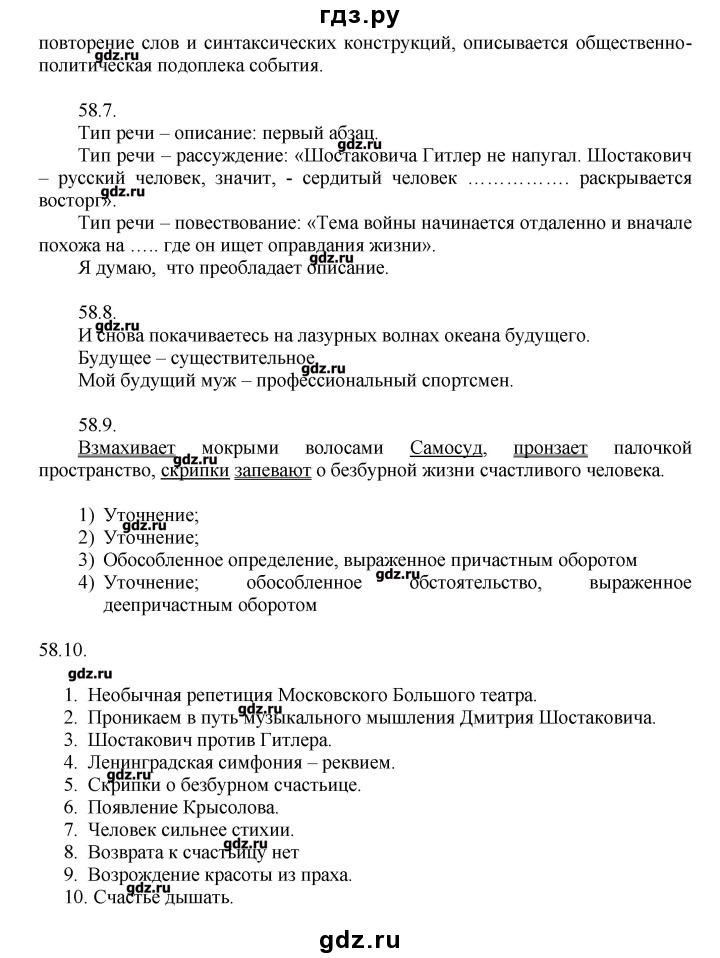 гдз.ру
повторение слов и синтаксических конструкций, описывается общественно-
политическая подоплека события.
gdz.ru
58.7.
Тип речи – описание: первый абзац.
gdz.ru
Тип речи – рассуждение: «Шостаковича Гитлер не напугал. Шостакович
– русский человек, значит, - сердитый человек ……………. раскрывается
gdz.ru
восторг».
Тип речи – повествование: «Тема войны начинается отдаленно и вначале
похожа на ….. где он ищет оправдания жизни».
gdz.ru
Я думаю, что преобладает описание.
58.8.
gdz.ru
И снова покачиваетесь на лазурных волнах океана будущего.
Будущее – существительное.
gdz.ru
Мой будущий муж – профессиональный спортсмен.
58.9.
Взмахивает мокрыми волосами Самосуд, пронзает палочкой
gdz.ru
пространство, скрипки запевают о безбурной жизни счастливого человека.
1) Уточнение;
gdz.ru
2) Уточнение;
3) Обособленное определение, выраженное причастным оборотом
gdz.ru
4) Уточнение; обособленное обстоятельство, выраженное
деепричастным оборотом
58.10.
gdz.ru
1. Необычная репетиция Московского Большого театра.
gdz.ru
2. Проникаем в путь музыкального мышления Дмитрия Шостаковича.
3. Шостакович против Гитлера.
4. Ленинградская симфония – реквием.
gdz.ru
5. Скрипки о безбурном счастьице.
6. Появление Крысолова.
7. Человек сильнее стихии.
gdz.ru
8. Возврата к счастьицу нет
9. Возрождение красоты из праха.
gdz.ru
10. Счастье дышать.
gdz.ru